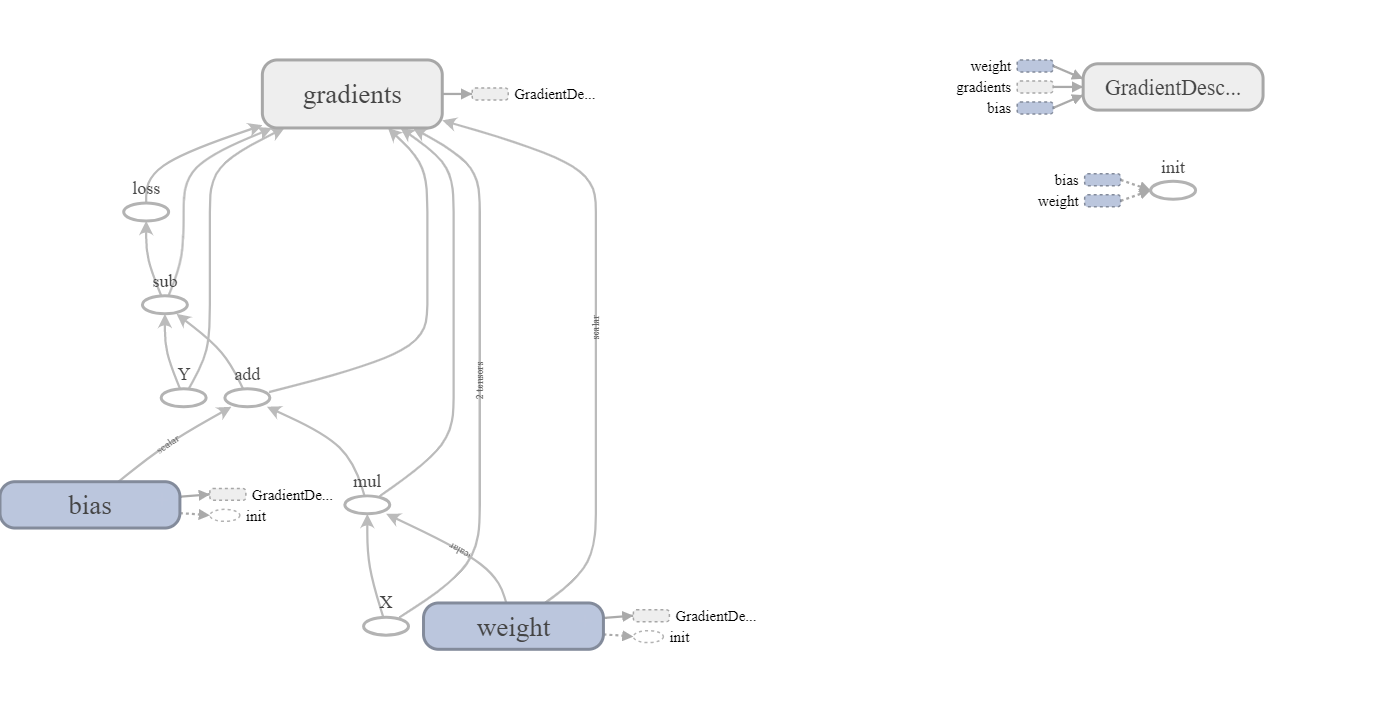 gradients
GradientDe...
loss
sub
Y
add
scalar
bias
GradientDe...
init
mul
2 tensors
scalar
scalar
X
weight
GradientDe...
init
weight
gradients
bias
GradientDesc...
init
bias
weight